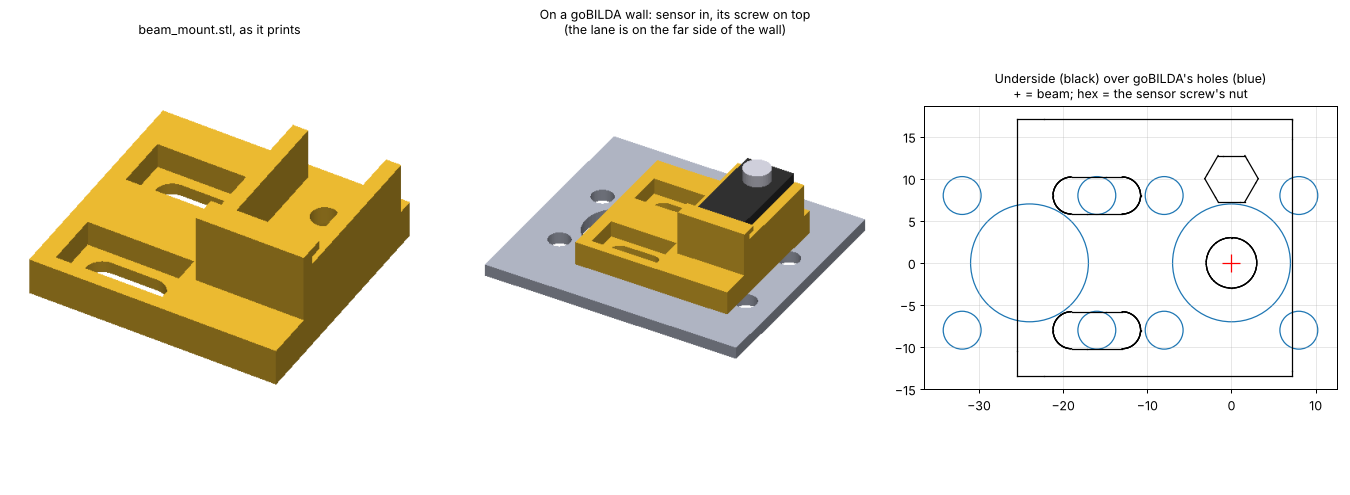 beam_mount.stl, as it prints
On a goBILDA wall: sensor in, its screw on top
(the lane is on the far side of the wall)
Underside (black) over goBILDA's holes (blue)
+ = beam; hex = the sensor screw's nut
15
10
5
0
−5
−10
−15
−30
−20
−10
0
10